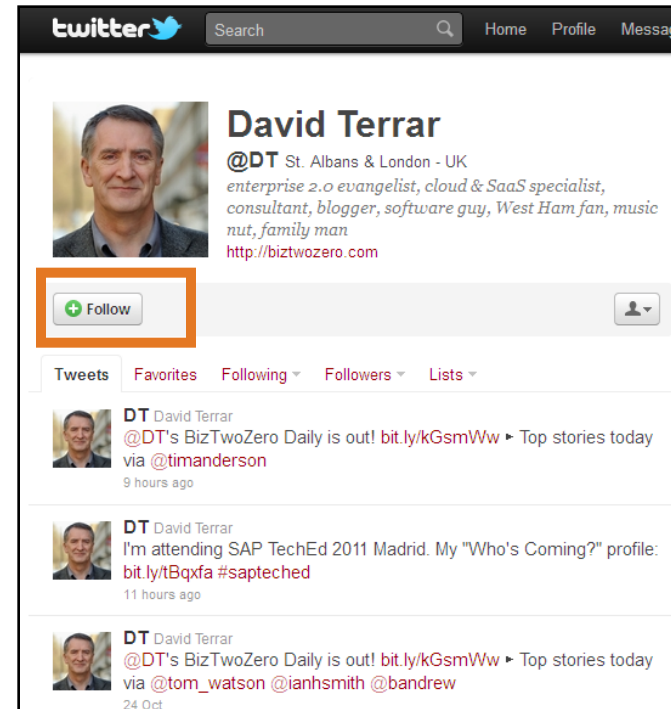 twitter Search Home Profile Messag
David Terrar
@DT St. Albans & London - UK
enterprise 2.0 evangelist, cloud & SaaS specialist,
consultant, blogger, software guy, West Ham fan, music
nut, family man
http://biztwozero.com
Follow
Tweets Favorites Following Followers Lists
DT David Terrar
@DT's BizTwoZero Daily is out! bit.ly/kGsmWw ► Top stories today
via @timanderson
9 hours ago
DT David Terrar
I'm attending SAP TechEd 2011 Madrid. My "Who's Coming?" profile:
bit.ly/tBqxfa #sapteched
11 hours ago
DT David Terrar
@DT's BizTwoZero Daily is out! bit.ly/kGsmWw ► Top stories today
via @tom_watson @ianhsmith @bandrew
24 Oct